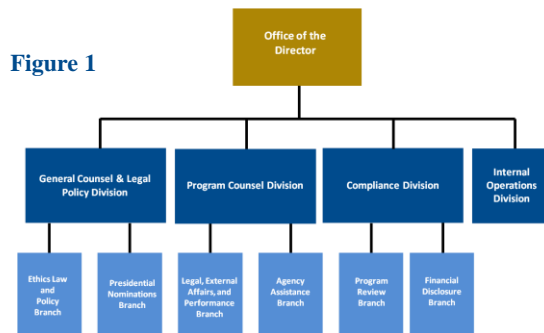 Figure 1
Office of the
Director
General Counsel & Legal
Policy Division
Program Counsel Division
Compliance Division
Internal
Operations
Division
Ethics Law
and
Policy
Branch
Presidential
Nominations
Branch
Legal, External
Affairs, and
Performance
Branch
Agency
Assistance
Branch
Program
Review
Branch
Financial
Disclosure
Branch